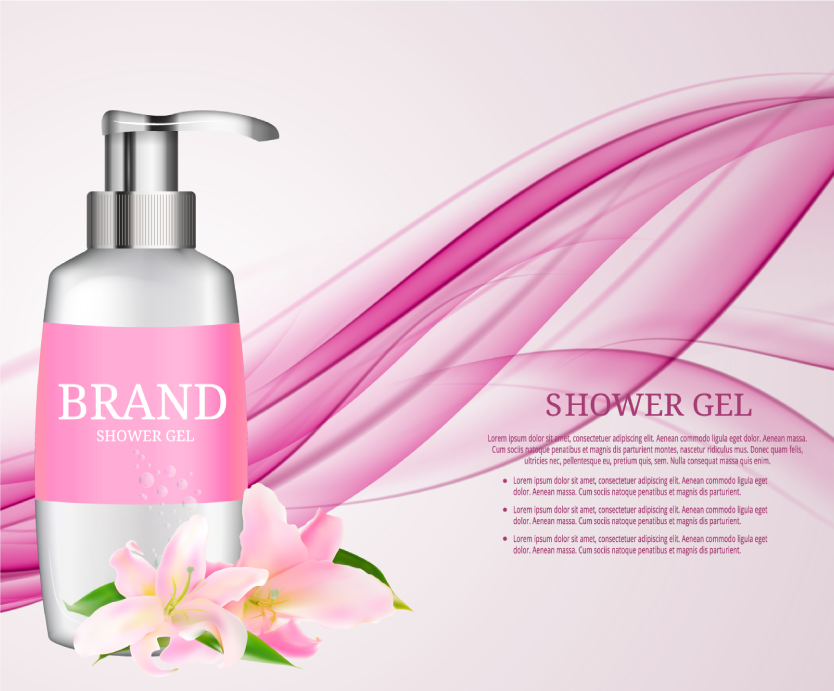 BRAND
SHOWER GEL
SHOWER GEL
Lorem ipsum dolor sit amet, consectetuer adipiscing elit. Aenean commodo ligula eget dolor. Aenean massa.
Cum sociis natoque penatibus et magnis dis parturient montes, nascetur ridiculus mus. Donec quam felis,
ultricies nec, pellentesque eu, pretium quis, sem. Nulla consequat massa quis enim.
• Lorem ipsum dolor sit amet, consectetuer adipiscing elit. Aenean commodo ligula eget
dolor. Aenean massa. Cum sociis natoque penatibus et magnis dis parturient.
• Lorem ipsum dolor sit amet, consectetuer adipiscing elit. Aenean commodo ligula eget
dolor. Aenean massa. Cum sociis natoque penatibus et magnis dis parturient.
• Lorem ipsum dolor sit amet, consectetuer adipiscing elit. Aenean commodo ligula eget
dolor. Aenean massa. Cum sociis natoque penatibus et magnis dis parturient.